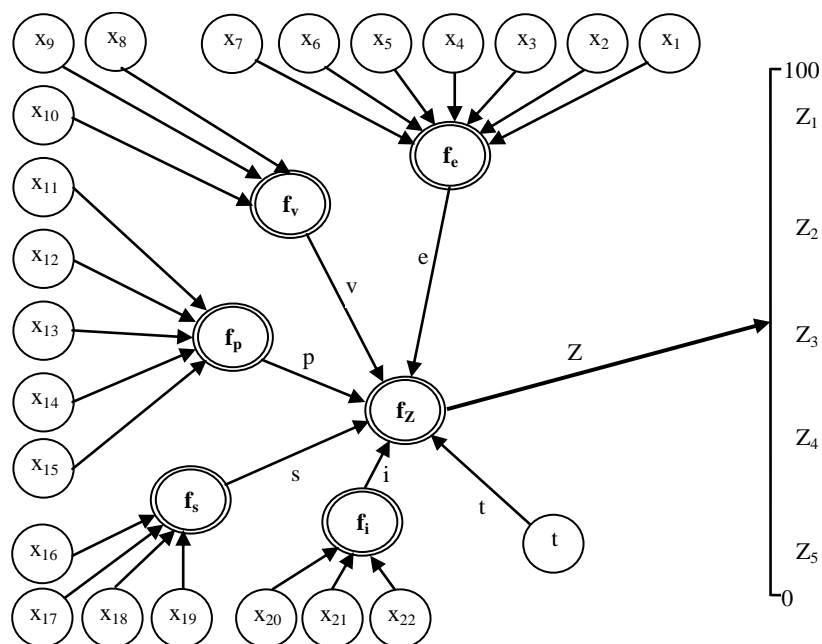 x9 x8 x7 x6 x5 x4 x3 x2 x1
100
x10
Z1
fe
x11
fv
Z2
x12
e
v
x13
fp
p
Z
Z3
x14
fZ
Z4
x15
s
i
fs
fi
t
t
x16
Z5
x17 x18 x19 x20 x21 x22
0